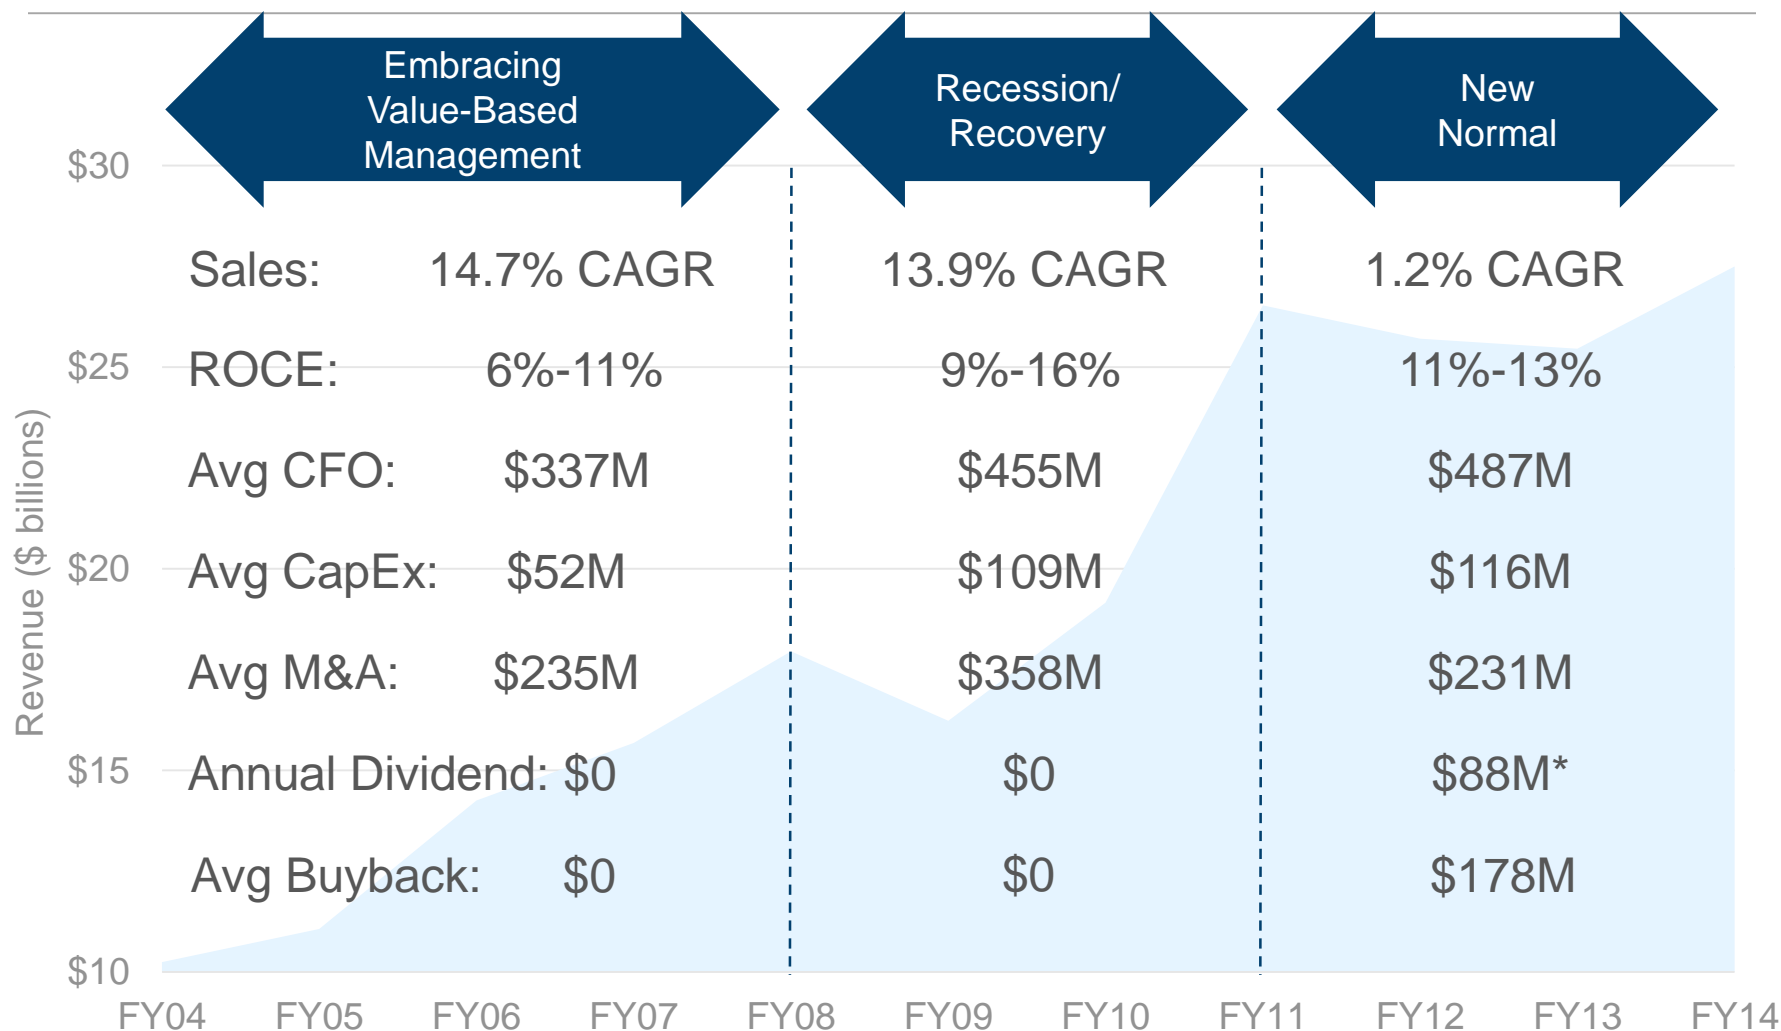 Embracing
Value-Based
Management
Recession/
Recovery
New
Normal
Sales: 14.7% CAGR 13.9% CAGR 1.2% CAGR
ROCE: 6%-11% 9%-16% 11%-13%
Avg CFO: $337M $455M $487M
Avg CapEx: $52M $109M $116M
Avg M&A: $235M $358M $231M
Annual Dividend: $0 $0 $88M*
Avg Buyback: $0 $0 $178M
Revenue ($ billions)
$30
$25
$20
$15
$10
FY04 FY05 FY06 FY07 FY08 FY09 FY10 FY11 FY12 FY13 FY14